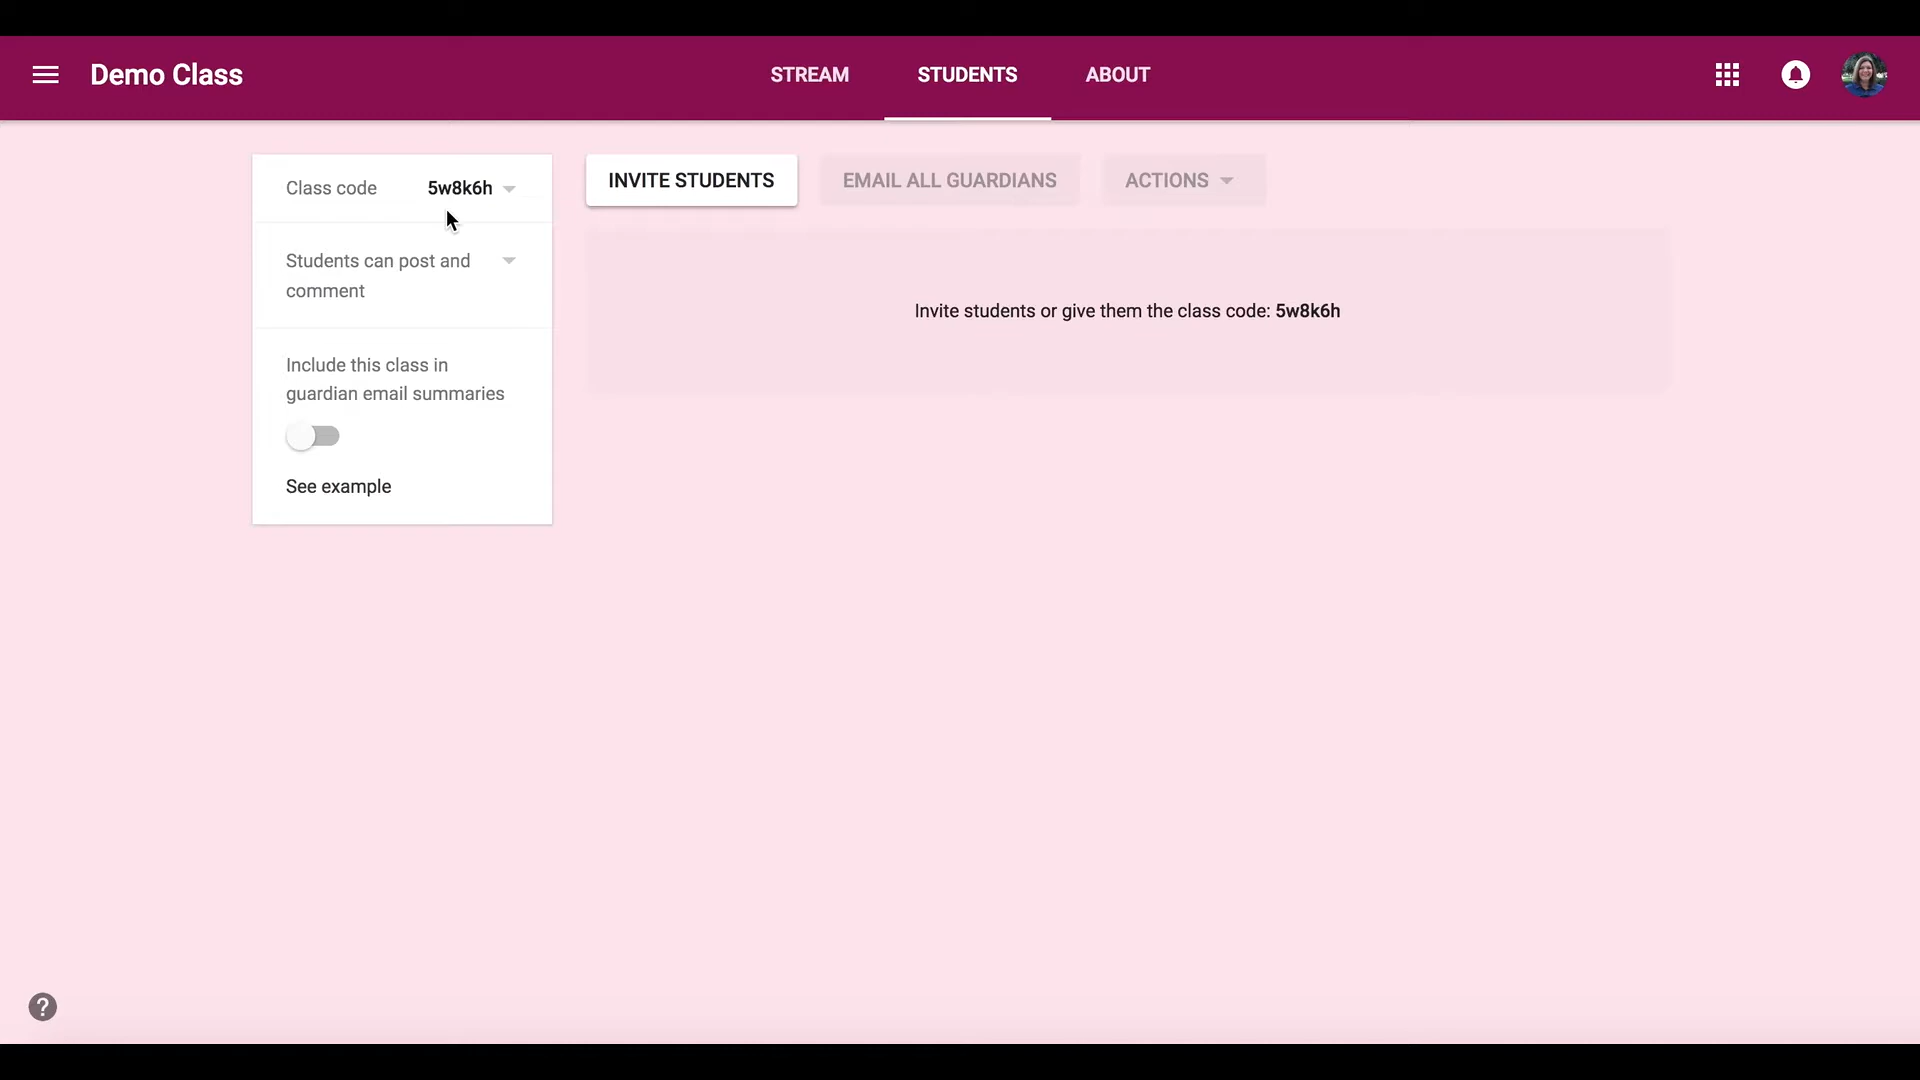 Demo Class
STREAM
STUDENTS
ABOUT
Class code 5w8k6h
Students can post and
comment
Include this class in
guardian email summaries
See example
INVITE STUDENTS
EMAIL ALL GUARDIANS
ACTIONS
Invite students or give them the class code: 5w8k6h
?